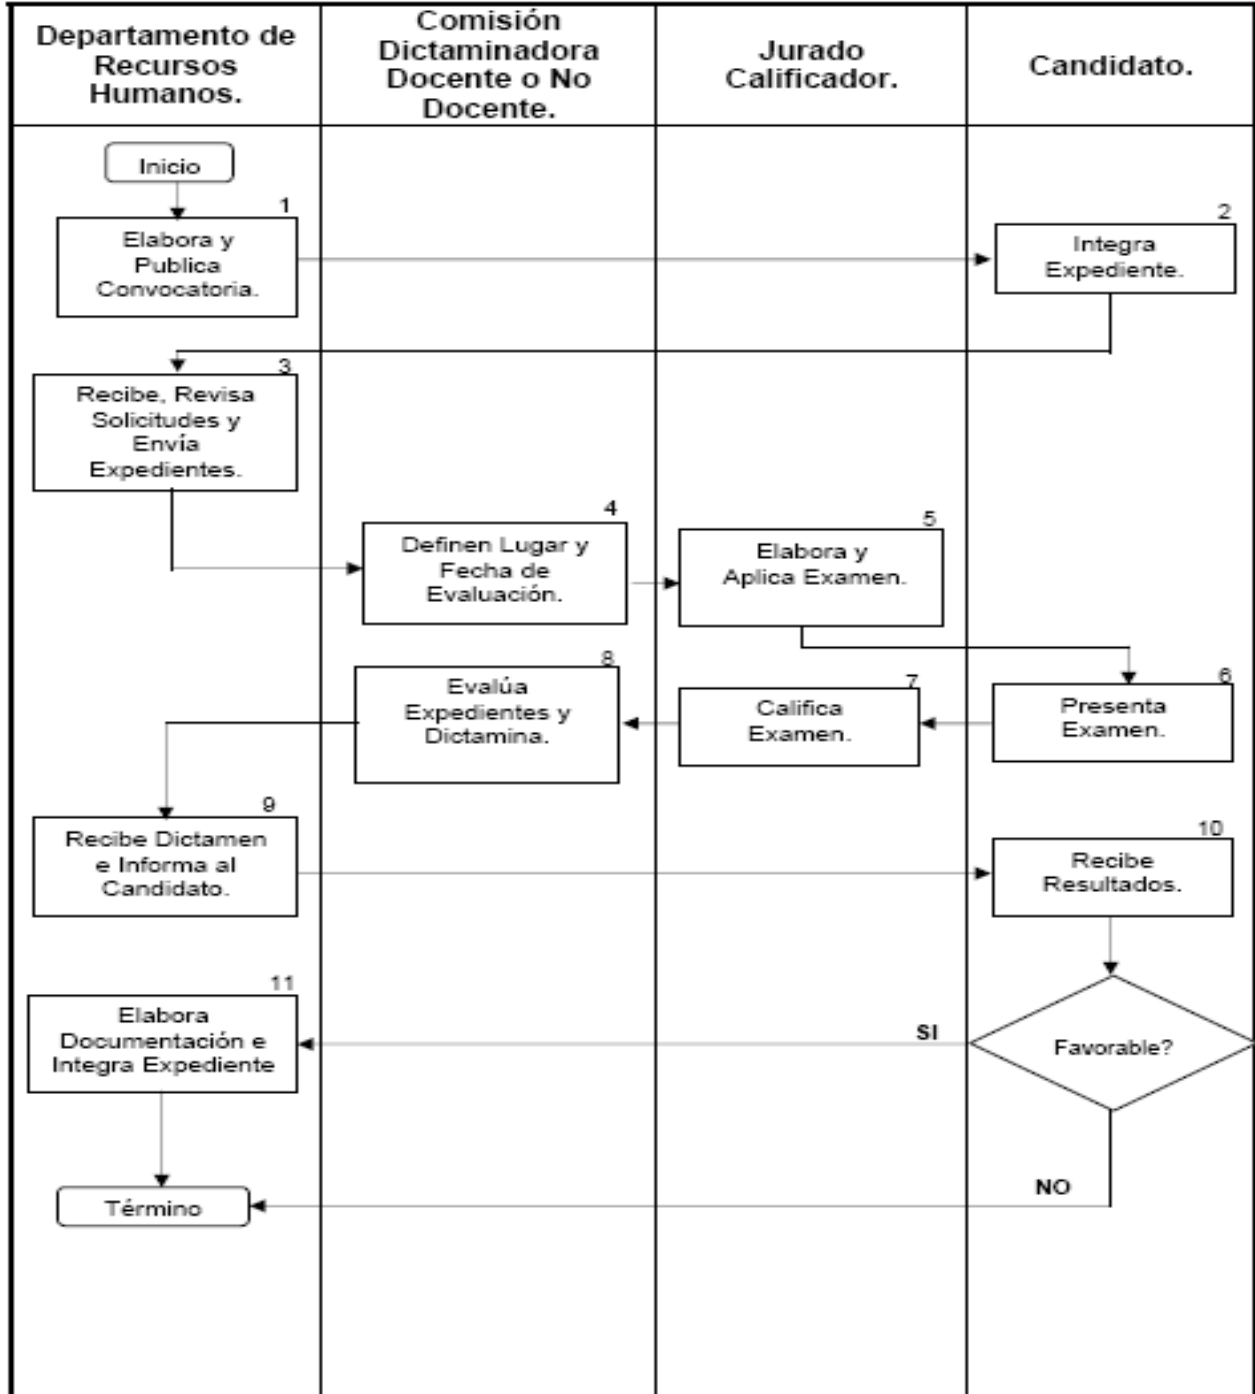 Departamento de
Recursos
Humanos.
Comisión
Dictaminadora
Docente o No
Docente.
Jurado
Calificador.
Candidato.
Inicio
1
Elabora y
Publica
Convocatoria.
2
Integra
Expediente.
3
Recibe, Revisa
Solicitudes y
Envía
Expedientes.
4
Definen Lugar y
Fecha de
Evaluación.
5
Elabora y
Aplica Examen.
6
Presenta
Examen.
7
Califica
Examen.
8
Evalúa
Expedientes y
Dictamina.
9
Recibe Dictamen
e Informa al
Candidato.
10
Recibe
Resultados.
Favorable?
SI
11
Elabora
Documentación e
Integra Expediente
NO
Término